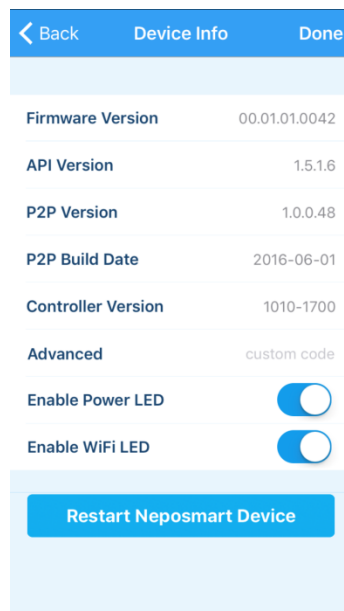 Back Device Info Done
Firmware Version 00.01.01.0042
API Version 1.5.1.6
P2P Version 1.0.0.48
P2P Build Date 2016-06-01
Controller Version 1010-1700
Advanced custom code
Enable Power LED
Enable WiFi LED
Restart Neposmart Device